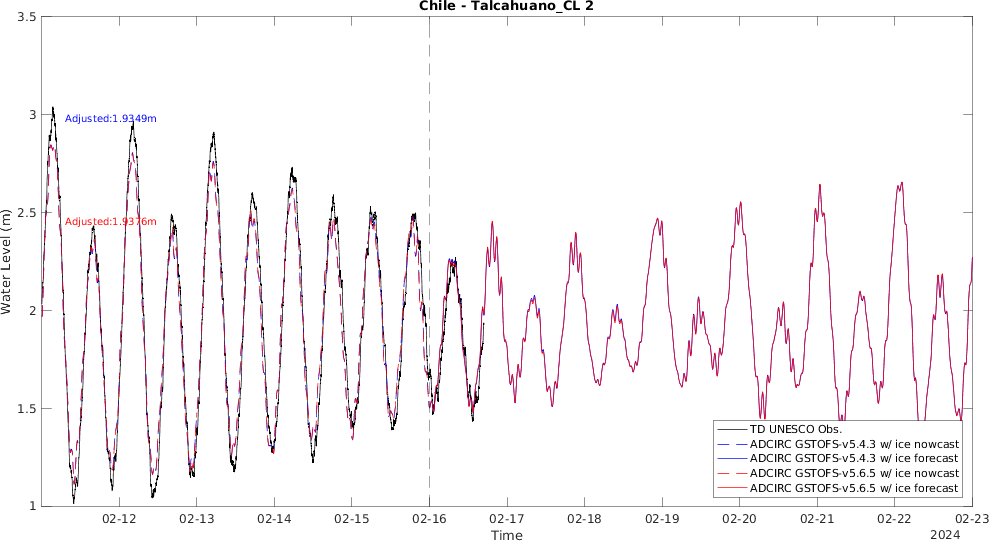 Chile - Talcahuano_CL 2
3.5
3
2.5
2
1.5
1
Water Level (m)
Adjusted:1.9349m
Adjusted:1.9376m
TD UNESCO Obs.
ADCIRC GSTOFS-v5.4.3 w/ ice nowcast
ADCIRC GSTOFS-v5.4.3 w/ ice forecast
ADCIRC GSTOFS-v5.6.5 w/ ice nowcast
ADCIRC GSTOFS-v5.6.5 w/ ice forecast
02-12 02-13 02-14 02-15 02-16 02-17 02-18 02-19 02-20 02-21 02-22 02-23
Time
2024